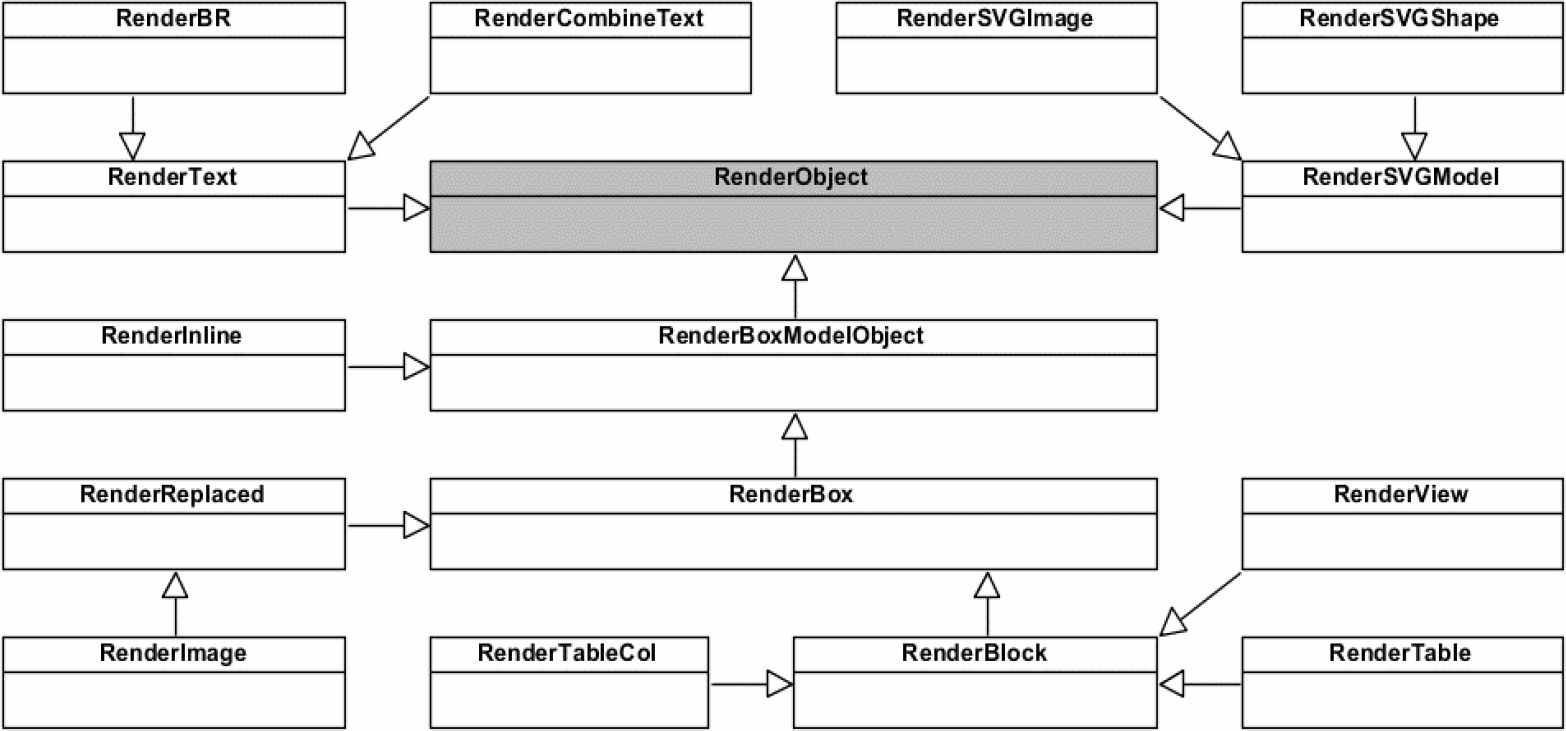 RenderBR
RenderCombineText
RenderSVGImage
RenderSVGShape
RenderText
RenderObject
RenderSVGModel
RenderInline
RenderBoxModelObject
RenderReplaced
RenderBox
RenderView
RenderImage
RenderTableCol
RenderBlock
RenderTable